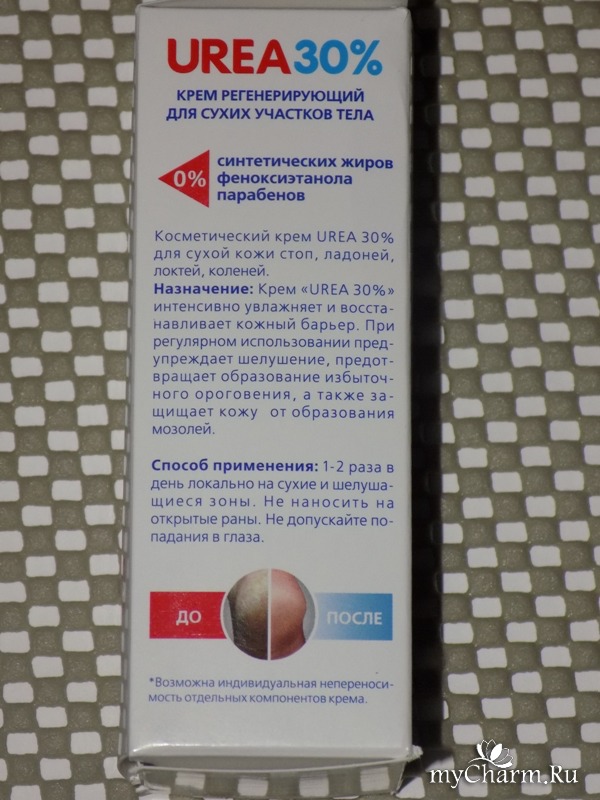 UREA30%
КРЕМ РЕГЕНЕРИРУЮЩИЙ
ДЛЯ СУХИХ УЧАСТКОВ ТЕЛА
0%
синтетических жиров
феноксиэтанола
парабенов
Косметический крем UREA 30%
для сухой кожи стоп, ладоней,
локтей, коленей.
Назначение: Крем «UREA 30%»
интенсивно увлажняет и восста-
навливает кожный барьер. При
регулярном использовании пред-
упреждает шелушение, предот-
вращает образование избыточ-
ного ороговения, а также за-
щищает кожу от образования
мозолей.
Способ применения: 1-2 раза в
день локально на сухие и шелуша-
щиеся зоны. Не наносить на
открытые раны. Не допускайте по-
падания в глаза.
ДО
ПОСЛЕ
*Возможна индивидуальная непереноси-
мость отдельных компонентов крема.
myCharm.Ru